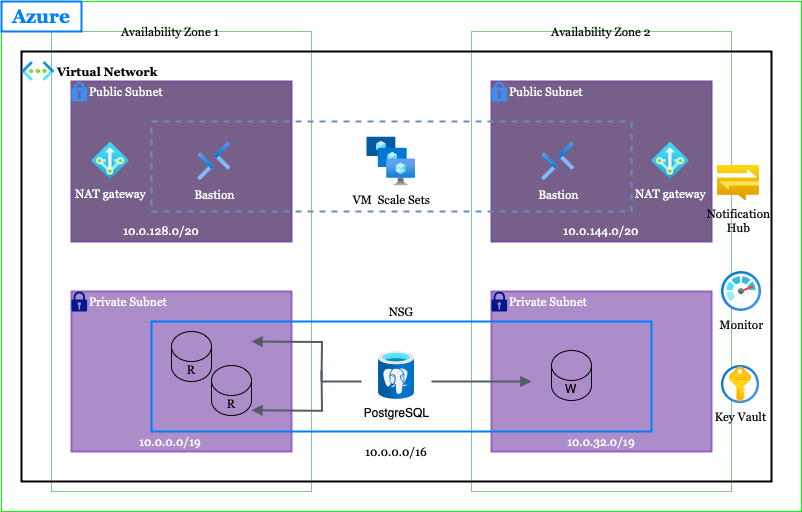 Azure
Availability Zone 1
Availability Zone 2
Virtual Network
Public Subnet
Public Subnet
NAT gateway
Bastion
VM Scale Sets
Bastion
NAT gateway
Notification
Hub
10.0.128.0/20
10.0.144.0/20
Private Subnet
Private Subnet
NSG
Monitor
R
R
PostgreSQL
W
Key Vault
10.0.0.0/19
10.0.32.0/19
10.0.0.0/16